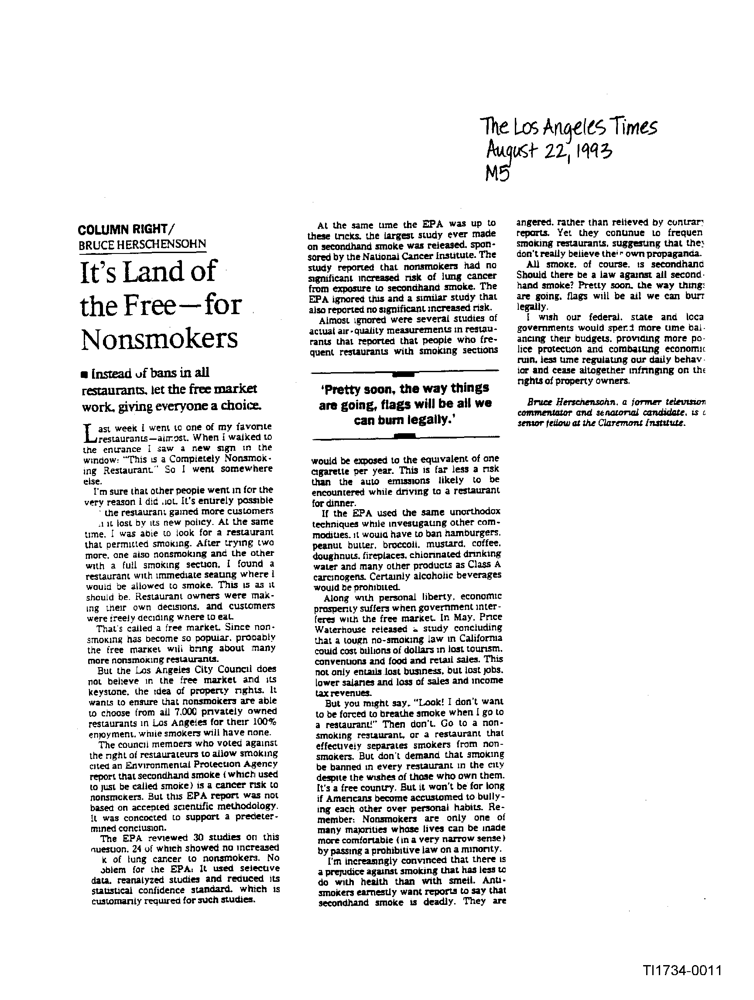 The Los Angeles Times
August 22, 1993
M5
COLUMN RIGHT/
BRUCE HERSCHENSOHN
It's Land of
the Free—for
Nonsmokers
■ Instead of bans in all
restaurants, let the free market
work, giving everyone a choice.
Last week I went to one of my favorite
restaurants—almost. When I walked to
the entrance I saw a new sign in the
window: "This is a Completely Nonsmok-
ing Restaurant." So I went somewhere
else.
I'm sure that other people went in for the
very reason I did not. It's entirely possible
the restaurant gained more customers
it lost by its new policy. At the same
time, I was able to look for a restaurant
that permitted smoking. After trying two
more, one also nonsmoking and the other
with a full smoking section, I found a
restaurant with immediate seating where I
would be allowed to smoke. This is as it
should be. Restaurant owners were mak-
ing their own decisions, and customers
were freely deciding where to eat.
That's called a free market. Since non-
smoking has become so popular, probably
the free market will bring about many
more nonsmoking restaurants.
But the Los Angeles City Council does
not believe in the free market and its
keystone, the idea of property rights. It
wants to ensure that nonsmokers are able
to choose from all 7,000 privately owned
restaurants in Los Angeles for their 100%
enjoyment, while smokers will have none.
The council members who voted against
the right of restaurateurs to allow smoking
cited an Environmental Protection Agency
report that secondhand smoke (which used
to just be called smoke) is a cancer risk to
nonsmokers. But this EPA report was not
based on accepted scientific methodology.
It was concocted to support a predeter-
mined conclusion.
The EPA reviewed 30 studies on this
question, 24 of which showed no increased
k of lung cancer to nonsmokers. No
oblem for the EPA: It used selective
data, reanalyzed studies and reduced its
statistical confidence standard, which is
customarily required for such studies.
At the same time the EPA was up to
these tricks, the largest study ever made
on secondhand smoke was released, spon-
sored by the National Cancer Institute. The
study reported that nonsmokers had no
significant increased risk of lung cancer
from exposure to secondhand smoke. The
EPA ignored this and a similar study that
also reported no significant increased risk.
Almost ignored were several studies of
actual air-quality measurements in restau-
rants that reported that people who fre-
quent restaurants with smoking sections
'Pretty soon, the way things
are going, flags will be all we
can burn legally.'
would be exposed to the equivalent of one
cigarette per year. This is far less a risk
than the auto emissions likely to be
encountered while driving to a restaurant
for dinner.
If the EPA used the same unorthodox
techniques while investigating other com-
modities, it would have to ban hamburgers,
peanut butter, broccoli, mustard, coffee,
doughnuts, fireplaces, chlorinated drinking
water and many other products as Class A
carcinogens. Certainly alcoholic beverages
would be prohibited.
Along with personal liberty, economic
prosperity suffers when government inter-
feres with the free market. In May, Price
Waterhouse released a study concluding
that a tough no-smoking law in California
could cost billions of dollars in lost tourism,
conventions and food and retail sales. This
not only entails lost business, but lost jobs,
lower salaries and loss of sales and income
tax revenues.
But you might say, "Look! I don't want
to be forced to breathe smoke when I go to
a restaurant!" Then don't. Go to a non-
smoking restaurant, or a restaurant that
effectively separates smokers from non-
smokers. But don't demand that smoking
be banned in every restaurant in the city
despite the wishes of those who own them.
It's a free country. But it won't be for long
if Americans become accustomed to bully-
ing each other over personal habits. Re-
member: Nonsmokers are only one of
many majorities whose lives can be made
more comfortable (in a very narrow sense)
by passing a prohibitive law on a minority.
I'm increasingly convinced that there is
a prejudice against smoking that has less to
do with health than with smell. Anti-
smokers earnestly want reports to say that
secondhand smoke is deadly. They are
angered, rather than relieved by contrary
reports. Yet they continue to frequen
smoking restaurants, suggesting that they
don't really believe their own propaganda.
All smoke, of course, is secondhand
Should there be a law against all second-
hand smoke? Pretty soon, the way things
are going, flags will be all we can burn
legally.
I wish our federal, state and loca
governments would spend more time bal-
ancing their budgets, providing more po-
lice protection and combatting economic
ruin, less time regulating our daily behav-
ior and cease altogether infringing on the
rights of property owners.
Bruce Herschensohn, a former television
commentator and senatorial candidate, is a
senior fellow at the Claremont Institute.
TI1734-0011